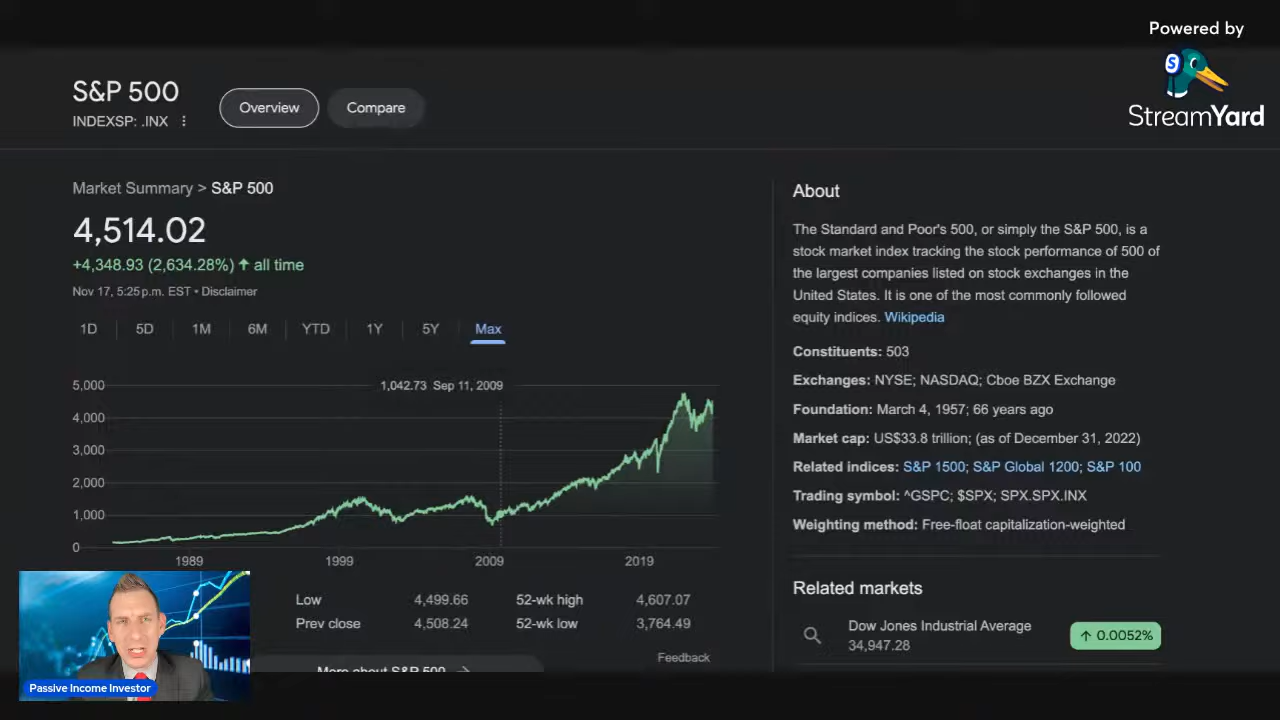 Powered by
StreamYard
S&P 500
INDEXSP: .INX
Overview
Compare
Market Summary > S&P 500
4,514.02
+4,348.93 (2,634.28%) ↑ all time
Nov 17, 5:25 p.m. EST • Disclaimer
1D 5D 1M 6M YTD 1Y 5Y Max
1,042.73 Sep 11, 2009
5,000
4,000
3,000
2,000
1,000
0
1989 1999 2009 2019
Low 4,499.66 52-wk high 4,607.07
Prev close 4,508.24 52-wk low 3,764.49
Feedback
More about S&P 500 →
About
The Standard and Poor's 500, or simply the S&P 500, is a
stock market index tracking the stock performance of 500 of
the largest companies listed on stock exchanges in the
United States. It is one of the most commonly followed
equity indices. Wikipedia
Constituents: 503
Exchanges: NYSE; NASDAQ; Cboe BZX Exchange
Foundation: March 4, 1957; 66 years ago
Market cap: US$33.8 trillion; (as of December 31, 2022)
Related indices: S&P 1500; S&P Global 1200; S&P 100
Trading symbol: ^GSPC; $SPX; SPX.SPX.INX
Weighting method: Free-float capitalization-weighted
Related markets
Dow Jones Industrial Average
34,947.28
↑ 0.0052%
Passive Income Investor